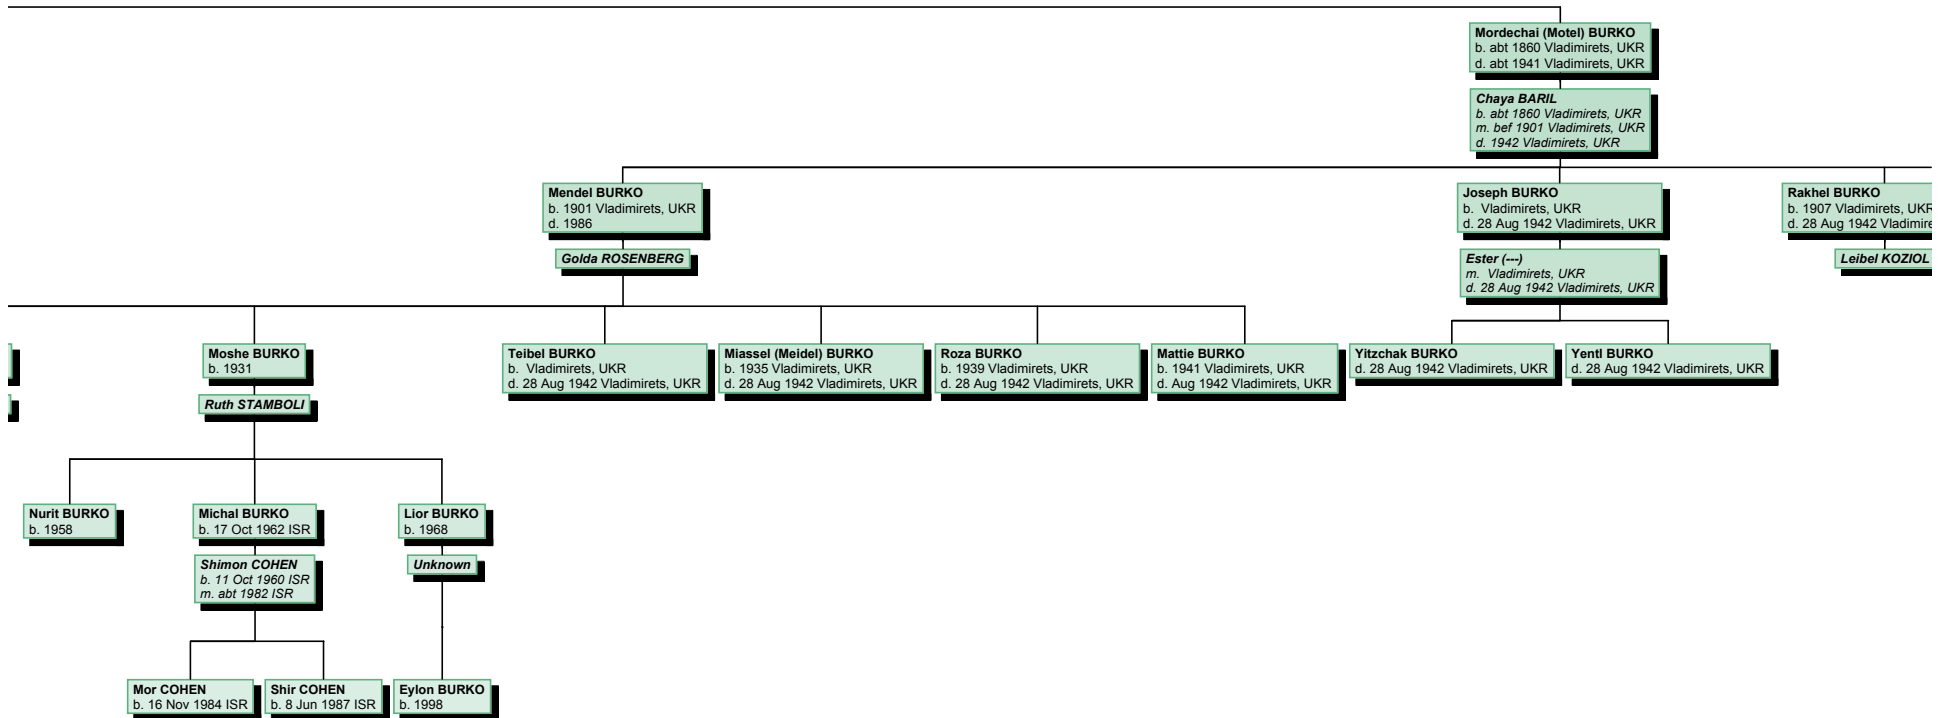 Mordechai (Motel) BURKO
b. abt 1860 Vladimirets, UKR
d. abt 1941 Vladimirets, UKR
Chaya BARIL
b. abt 1860 Vladimirets, UKR
m. bef 1901 Vladimirets, UKR
d. 1942 Vladimirets, UKR
Mendel BURKO
b. 1901 Vladimirets, UKR
d. 1986
Golda ROSENBERG
Joseph BURKO
b. Vladimirets, UKR
d. 28 Aug 1942 Vladimirets, UKR
Ester (---)
m. Vladimirets, UKR
d. 28 Aug 1942 Vladimirets, UKR
Rakhel BURKO
b. 1907 Vladimirets, UKR
d. 28 Aug 1942 Vladimire
Leibel KOZIOL
Moshe BURKO
b. 1931
Ruth STAMBOLI
Teibel BURKO
b. Vladimirets, UKR
d. 28 Aug 1942 Vladimirets, UKR
Miassel (Meidel) BURKO
b. 1935 Vladimirets, UKR
d. 28 Aug 1942 Vladimirets, UKR
Roza BURKO
b. 1939 Vladimirets, UKR
d. 28 Aug 1942 Vladimirets, UKR
Mattie BURKO
b. 1941 Vladimirets, UKR
d. Aug 1942 Vladimirets, UKR
Yitzchak BURKO
d. 28 Aug 1942 Vladimirets, UKR
Yentl BURKO
d. 28 Aug 1942 Vladimirets, UKR
Nurit BURKO
b. 1958
Michal BURKO
b. 17 Oct 1962 ISR
Shimon COHEN
b. 11 Oct 1960 ISR
m. abt 1982 ISR
Lior BURKO
b. 1968
Unknown
Mor COHEN
b. 16 Nov 1984 ISR
Shir COHEN
b. 8 Jun 1987 ISR
Eylon BURKO
b. 1998